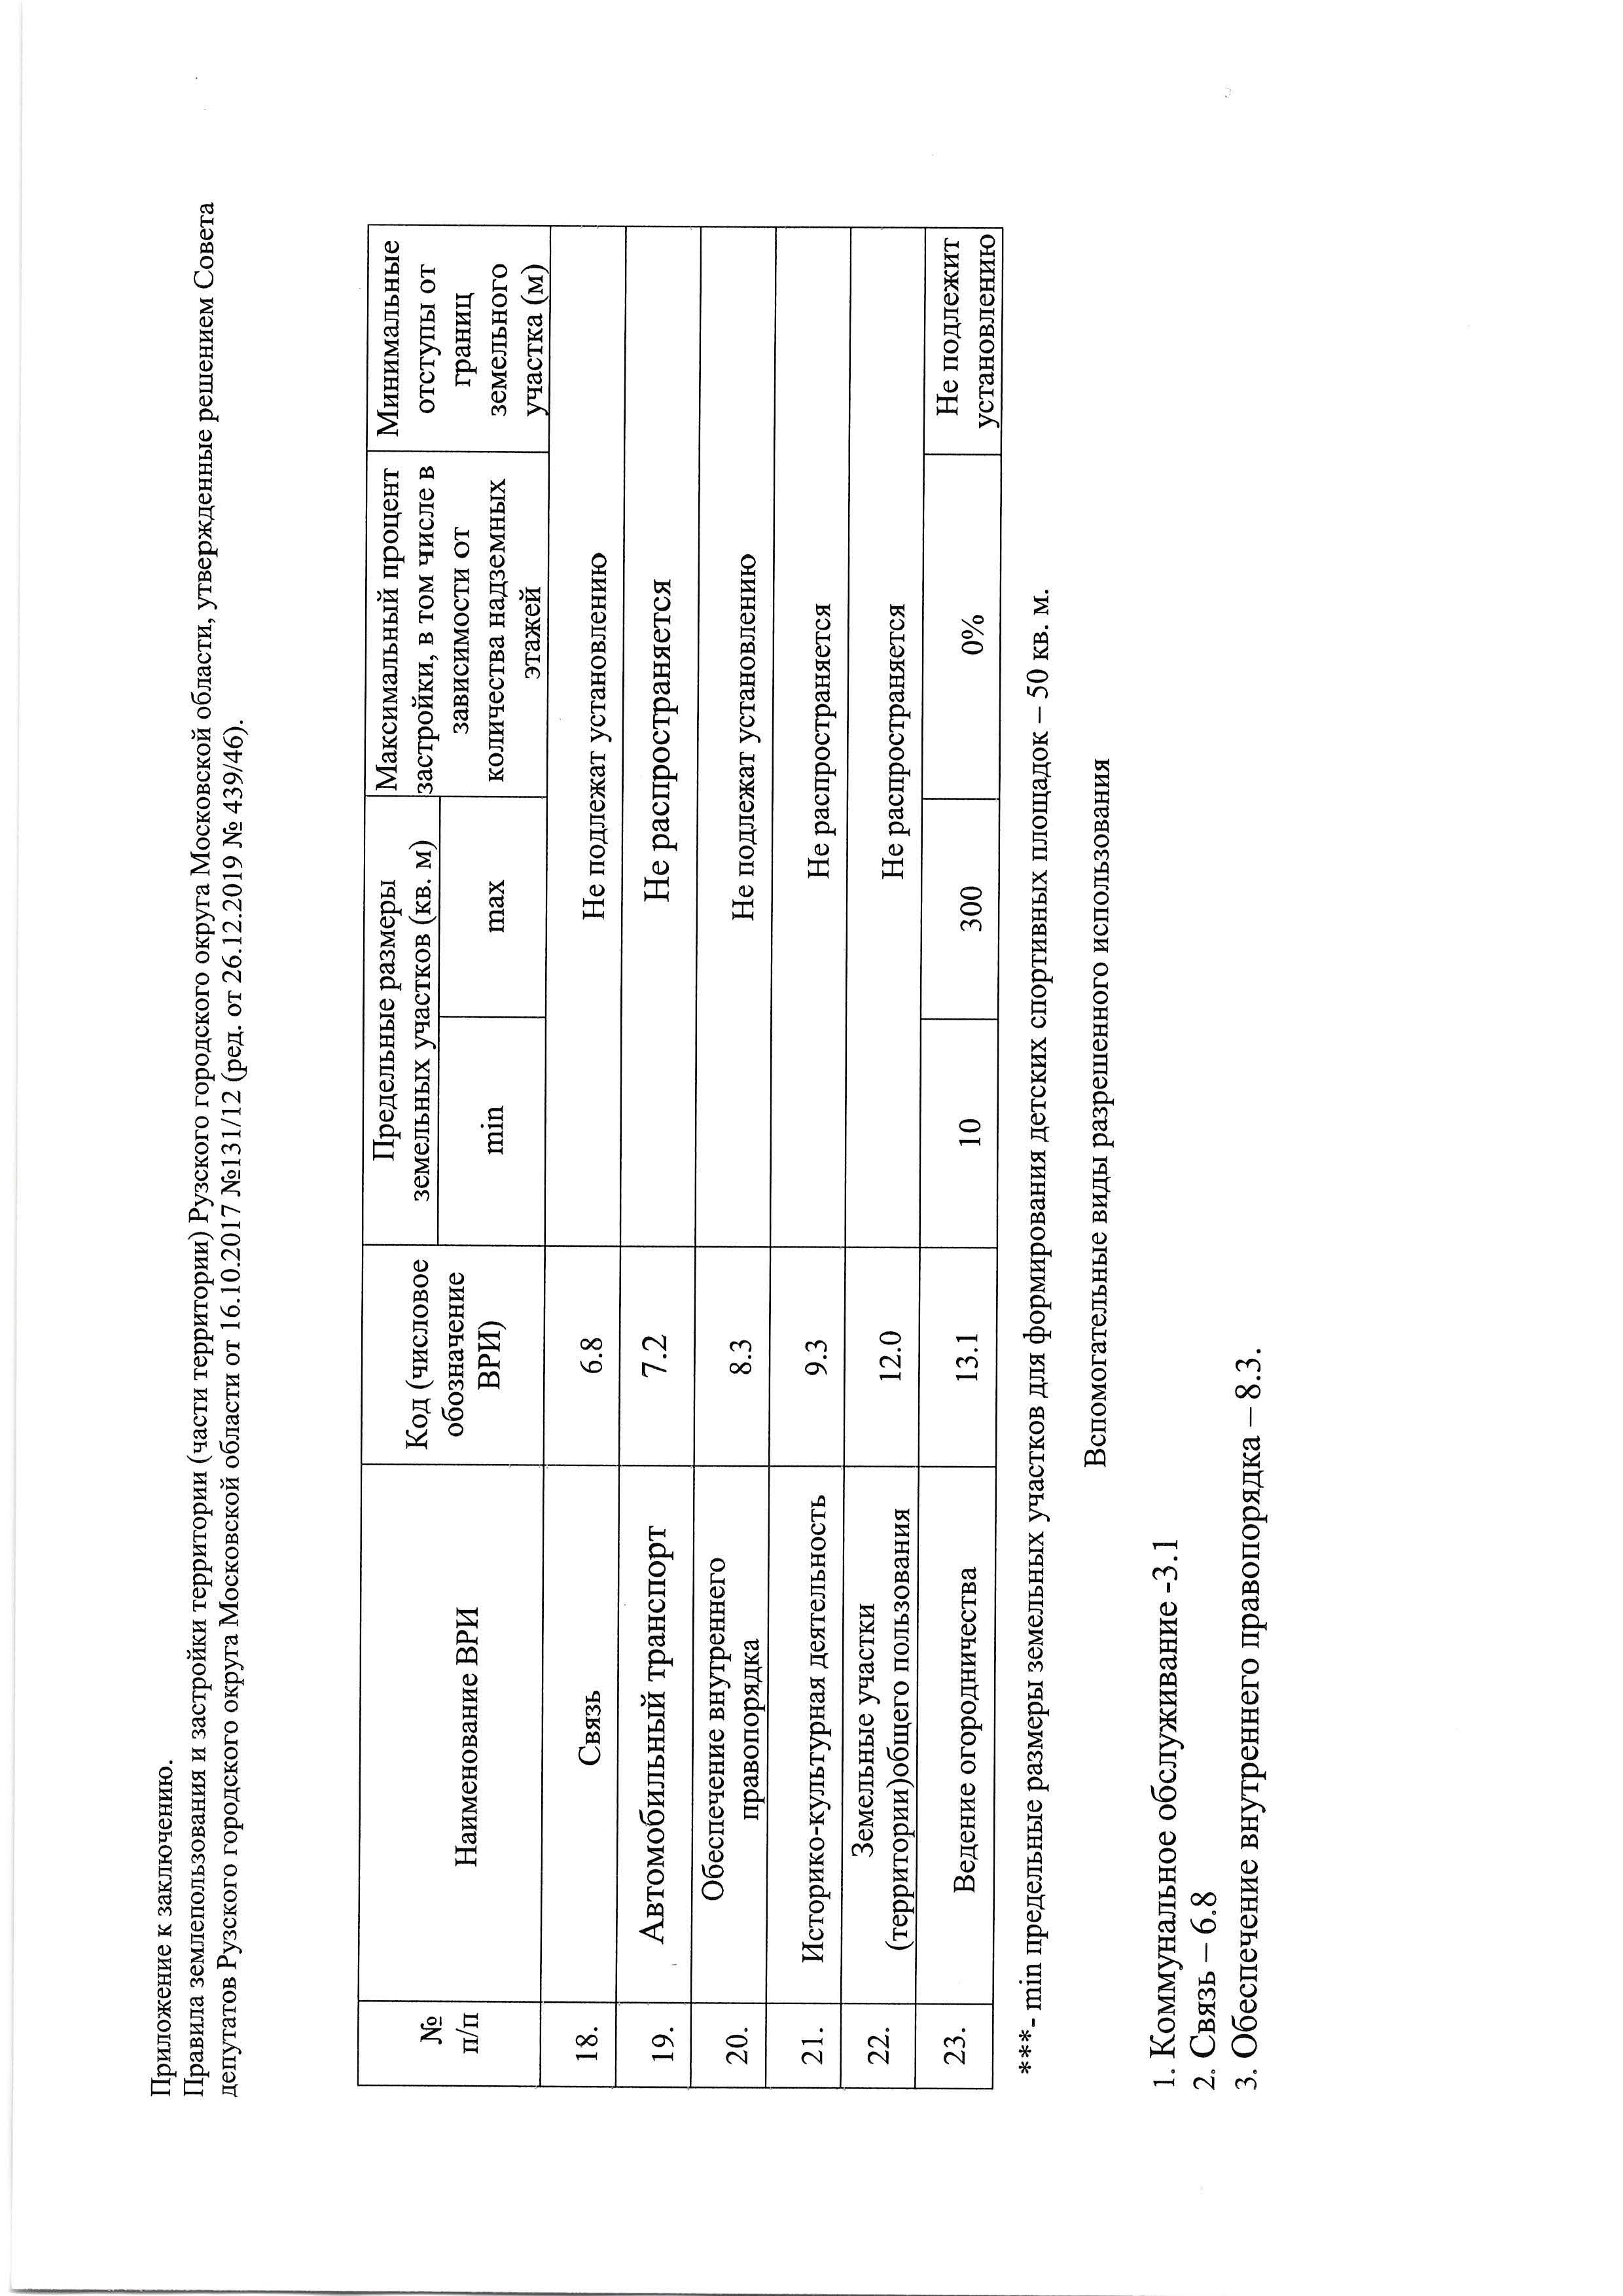 Приложение к заключению.
Правила землепользования и застройки территории (части территории) Рузского городского округа Московской области, утвержденные решением Совета
депутатов Рузского городского округа Московской области от 16.10.2017 №131/12 (ред. от 26.12.2019 № 439/46).
№
п/п
Наименование ВРИ
Код (числовое
обозначение
ВРИ)
Предельные размеры
земельных участков (кв. м)
min
max
Максимальный процент
застройки, в том числе в
зависимости от
количества надземных
этажей
Минимальные
отступы от
границ
земельного
участка (м)
18.
Связь
6.8
Не подлежат установлению
19.
Автомобильный транспорт
7.2
Не распространяется
20.
Обеспечение внутреннего
правопорядка
8.3
Не подлежат установлению
21.
Историко-культурная деятельность
9.3
Не распространяется
22.
Земельные участки
(территории)общего пользования
12.0
Не распространяется
23.
Ведение огородничества
13.1
10
300
0%
Не подлежит
установлению
***- min предельные размеры земельных участков для формирования детских спортивных площадок – 50 кв. м.
Вспомогательные виды разрешенного использования
1. Коммунальное обслуживание -3.1
2. Связь – 6.8
3. Обеспечение внутреннего правопорядка – 8.3.